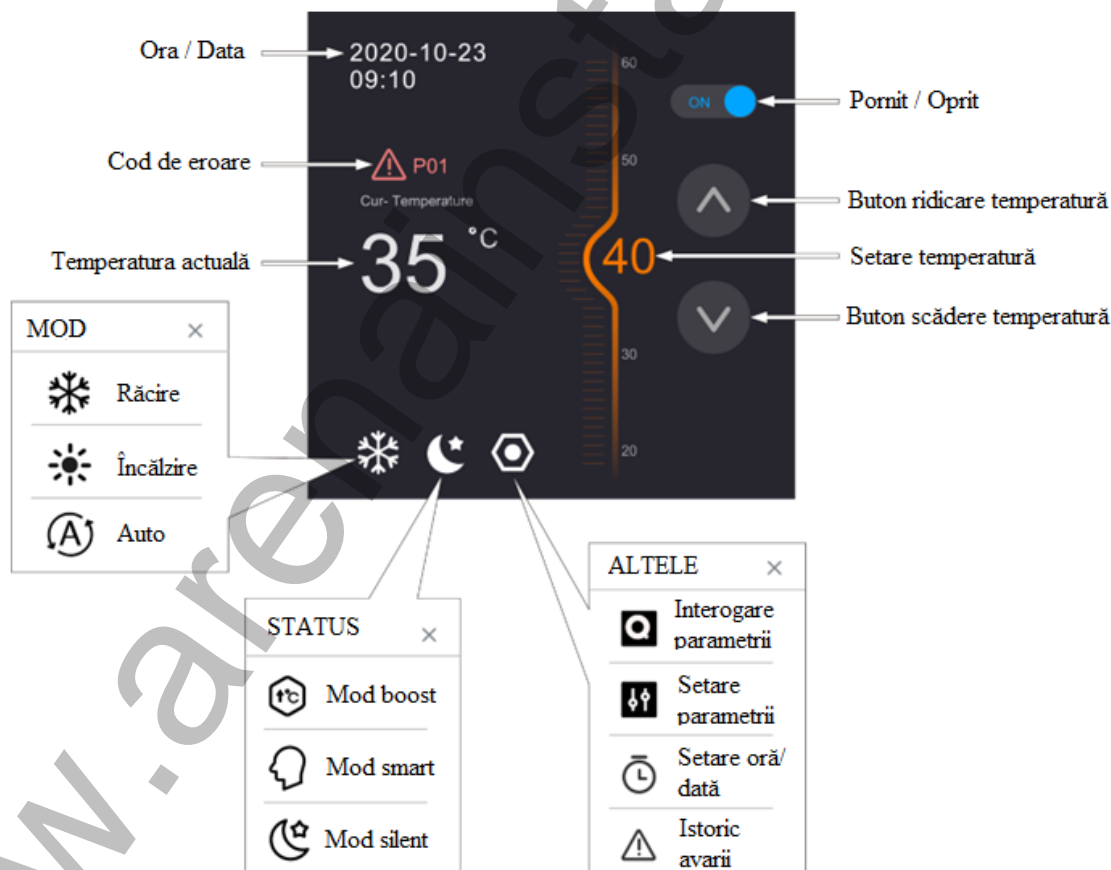 Ora / Data
2020-10-23
09:10
60
ON
Pornit / Oprit
Cod de eroare
P01
50
Cur- Temperature
Buton ridicare temperatură
Temperatura actuală
35 °C
40
Setare temperatură
Buton scădere temperatură
30
20
MOD ×
Răcire
Încălzire
A Auto
STATUS ×
°C Mod boost
Mod smart
Mod silent
ALTELE ×
Interogare
parametrii
Setare
parametrii
Setare oră/
dată
Istoric
avarii
w.arenainsta